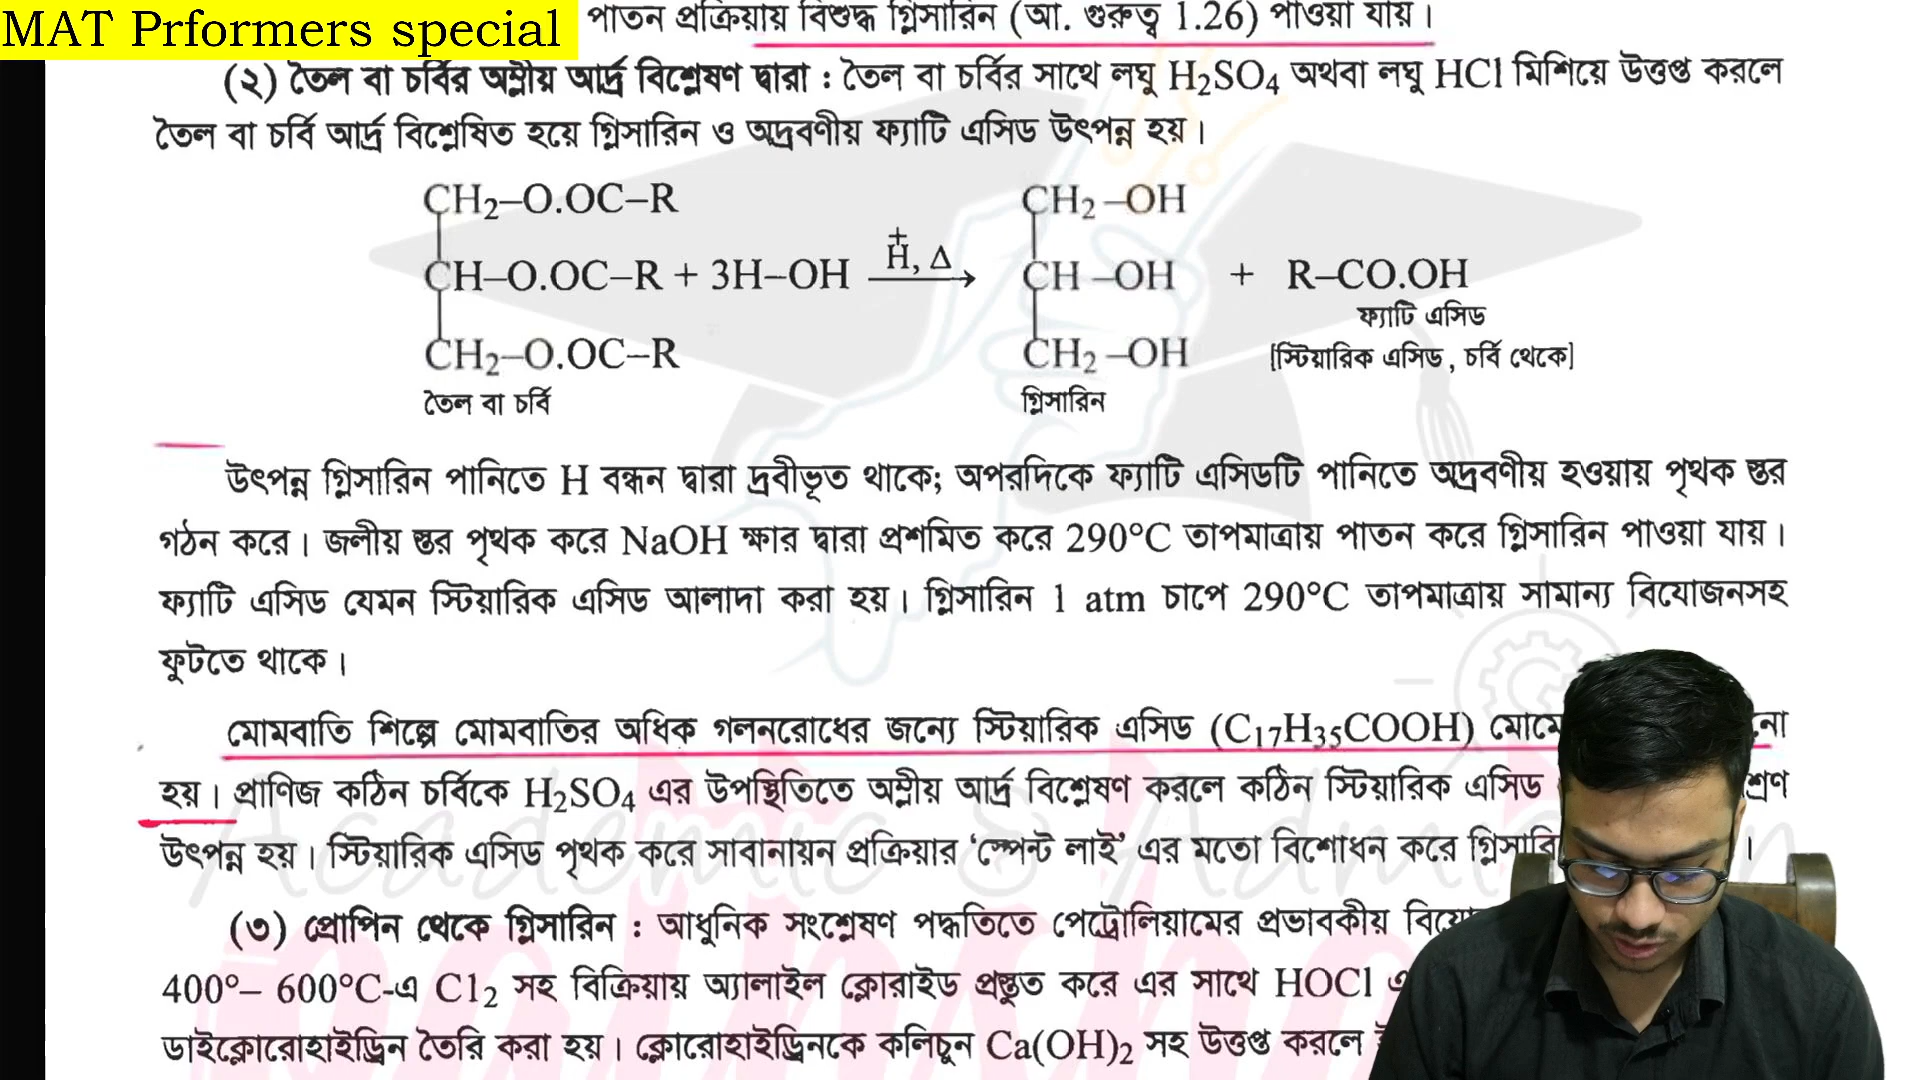 MAT Prformers special
পাতন প্রক্রিয়ায় বিশুদ্ধ গ্লিসারিন (আ. গুরুত্ব 1.26) পাওয়া যায়।
(২) তৈল বা চর্বির অম্লীয় আর্দ্র বিশ্লেষণ দ্বারা : তৈল বা চর্বির সাথে লঘু H₂SO₄ অথবা লঘু HCl মিশিয়ে উত্তপ্ত করলে
তৈল বা চর্বি আর্দ্র বিশ্লেষিত হয়ে গ্লিসারিন ও অদ্রবণীয় ফ্যাটি এসিড উৎপন্ন হয়।
CH₂–O.OC–R CH₂–OH
CH–O.OC–R + 3H–OH H⁺, Δ → CH–OH + R–CO.OH
ফ্যাটি এসিড
CH₂–O.OC–R CH₂–OH [স্টিয়ারিক এসিড, চর্বি থেকে]
তৈল বা চর্বি গ্লিসারিন
উৎপন্ন গ্লিসারিন পানিতে H বন্ধন দ্বারা দ্রবীভূত থাকে; অপরদিকে ফ্যাটি এসিডটি পানিতে অদ্রবণীয় হওয়ায় পৃথক স্তর
গঠন করে। জলীয় স্তর পৃথক করে NaOH ক্ষার দ্বারা প্রশমিত করে 290°C তাপমাত্রায় পাতন করে গ্লিসারিন পাওয়া যায়।
ফ্যাটি এসিড যেমন স্টিয়ারিক এসিড আলাদা করা হয়। গ্লিসারিন 1 atm চাপে 290°C তাপমাত্রায় সামান্য বিযোজনসহ
ফুটতে থাকে।
মোমবাতি শিল্পে মোমবাতির অধিক গলনরোধের জন্যে স্টিয়ারিক এসিড (C₁₇H₃₅COOH)
হয়। প্রাণিজ কঠিন চর্বিকে H₂SO₄ এর উপস্থিতিতে অম্লীয় আর্দ্র বিশ্লেষণ করলে কঠিন স্টিয়ারিক এসিড
উৎপন্ন হয়। স্টিয়ারিক এসিড পৃথক করে সাবানায়ন প্রক্রিয়ার ‘স্পেন্ট লাই’ এর মতো বিশোধন করে
(৩) প্রোপিন থেকে গ্লিসারিন : আধুনিক সংশ্লেষণ পদ্ধতিতে পেট্রোলিয়ামের প্রভাবকীয়
400°– 600°C-এ Cl₂ সহ বিক্রিয়ায় অ্যালাইল ক্লোরাইড প্রস্তুত করে এর সাথে HOCl
ডাইক্লোরোহাইড্রিন তৈরি করা হয়। ক্লোরোহাইড্রিনকে কলিচুন Ca(OH)₂ সহ উত্তপ্ত করলে